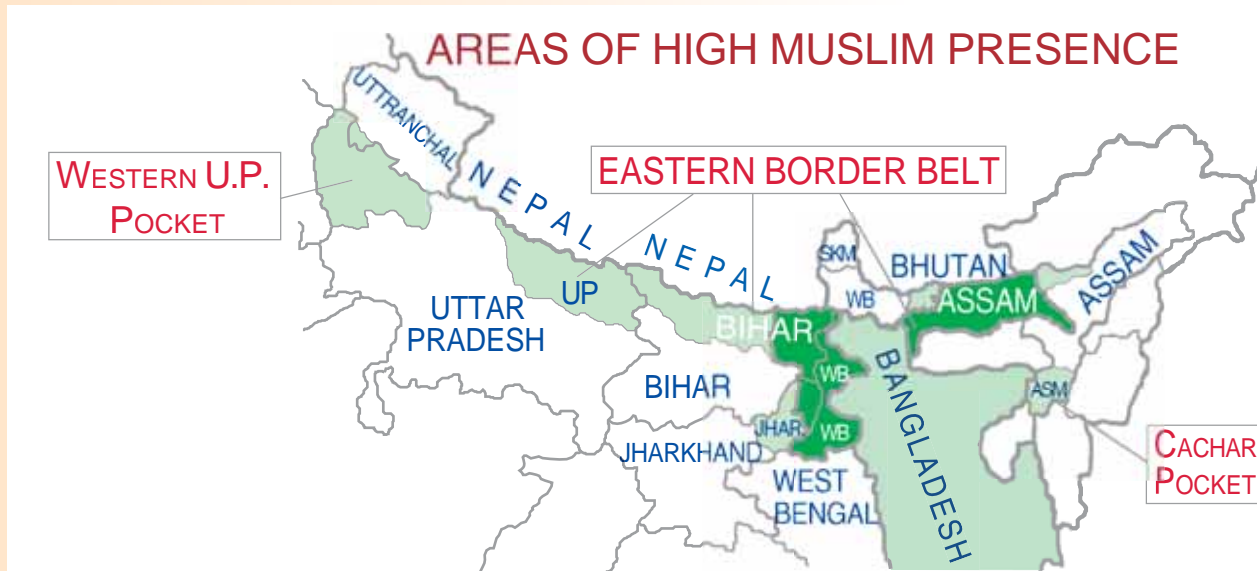 AREAS OF HIGH MUSLIM PRESENCE
UTTRANCHAL
WESTERN U.P.
POCKET
NEPAL
EASTERN BORDER BELT
NEPAL
SKM
BHUTAN
ASSAM
WB
ASSAM
UP
UTTAR
PRADESH
BIHAR
BANGLADESH
WB
BIHAR
ASM
JHAR.
WB
JHARKHAND
CACHAR
POCKET
WEST
BENGAL